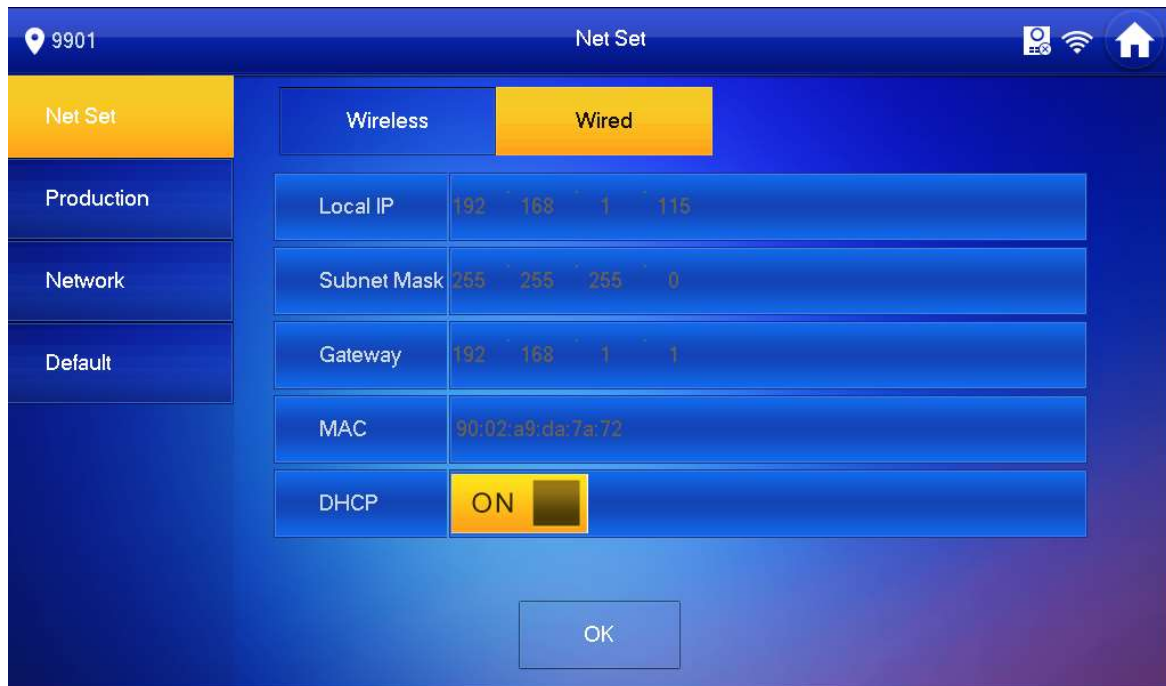 9901 Net Set
Net Set
Wireless Wired
Production
Local IP 192 . 168 . 1 . 115
Network
Subnet Mask 255 . 255 . 255 . 0
Default
Gateway 192 . 168 . 1 . 1
MAC 90:02:a9:da:7a:72
DHCP ON
OK